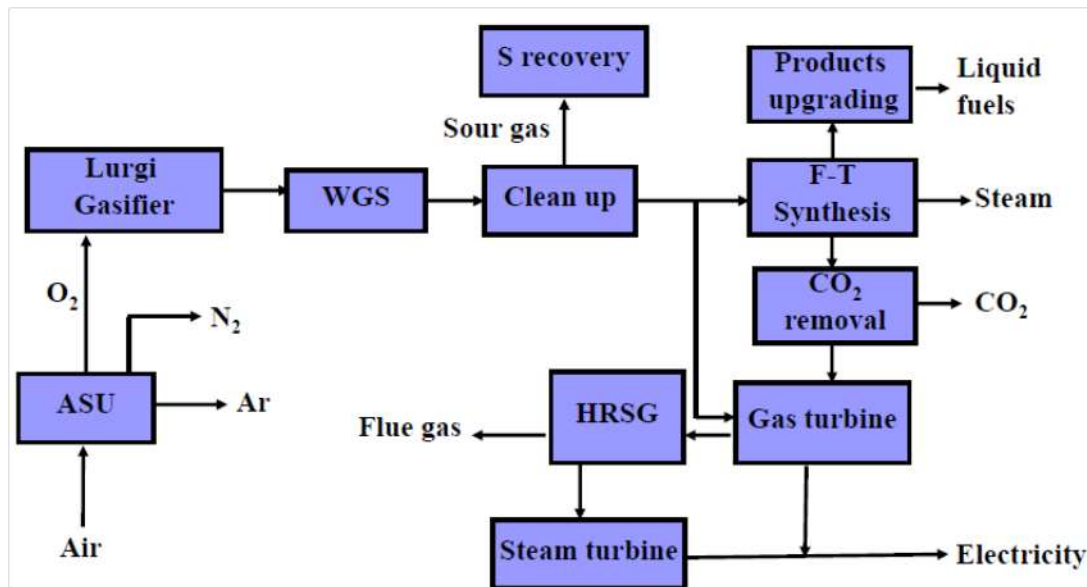 S recovery
Products
upgrading
Liquid
fuels
Sour gas
Lurgi
Gasifier
WGS
Clean up
F-T
Synthesis
Steam
O₂
N₂
CO₂
removal
CO₂
ASU
Ar
Flue gas
HRSG
Gas turbine
Air
Steam turbine
Electricity